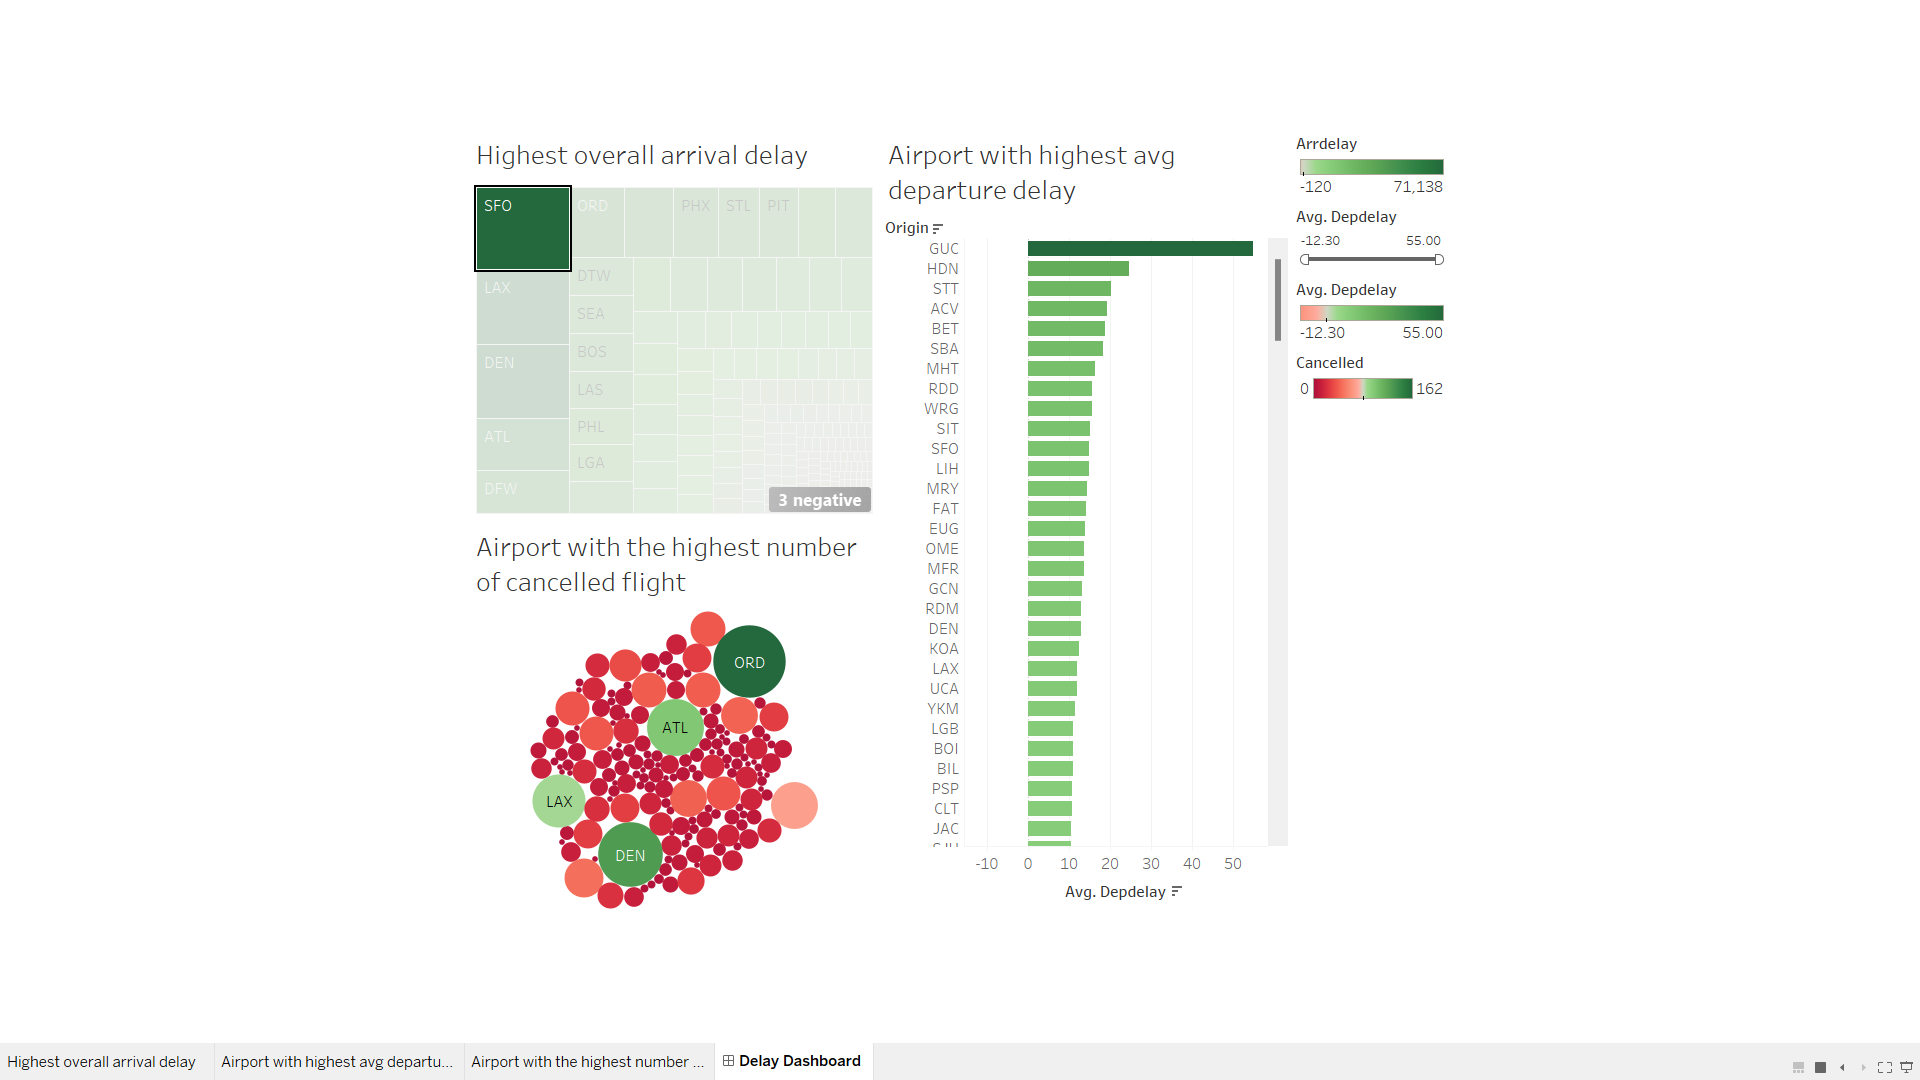 Highest overall arrival delay
SFO
ORD
PHX
STL
PIT
LAX
DTW
SEA
DEN
BOS
LAS
ATL
PHL
LGA
DFW
3 negative
Airport with the highest number
of cancelled flight
ORD
ATL
LAX
DEN
Airport with highest avg
departure delay
Origin
GUC
HDN
STT
ACV
BET
SBA
MHT
RDD
WRG
SIT
SFO
LIH
MRY
FAT
EUG
OME
MFR
GCN
RDM
DEN
KOA
LAX
UCA
YKM
LGB
BOI
BIL
PSP
CLT
JAC
-10 0 10 20 30 40 50
Avg. Depdelay
Arrdelay
-120 71,138
Avg. Depdelay
-12.30 55.00
Avg. Depdelay
-12.30 55.00
Cancelled
0 162
Highest overall arrival delay
Airport with highest avg departu...
Airport with the highest number ...
Delay Dashboard